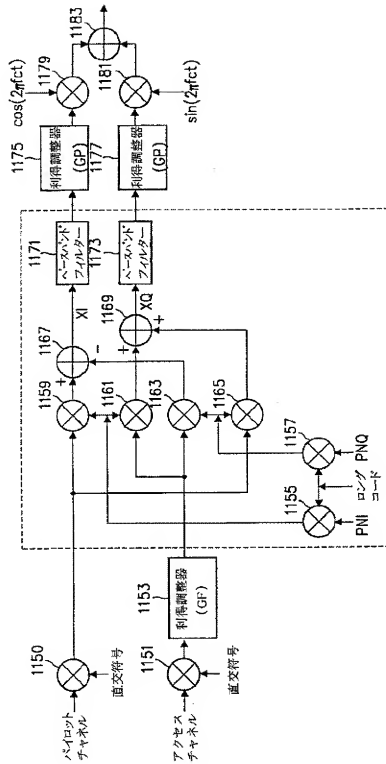 パイロット
チャネル
1150
直交符号
アクセス
チャネル
1151
直交符号
1153
利得調整器
(GF)
1155
1157
PNI
ロング
コード
PNQ
1159
1161
1163
1165
1167
+
-
XI
1169
+
+
XQ
1171
ベースバンド
フィルター
1173
ベースバンド
フィルター
1175
利得調整器
(GP)
1177
利得調整器
(GP)
cos(2πfct)
1179
1181
sin(2πfct)
1183